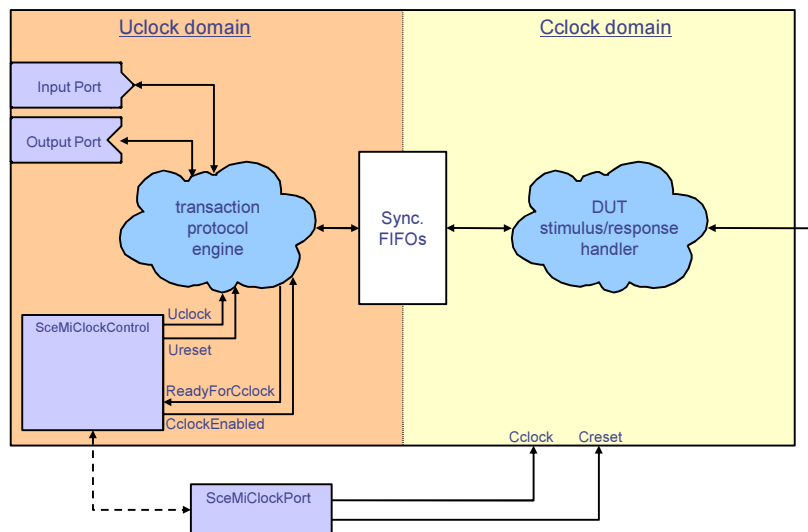 Uclock domain
Cclock domain
Input Port
Output Port
transaction
protocol
engine
Sync.
FIFOs
DUT
stimulus/response
handler
SceMiClockControl
Uclock
Ureset
ReadyForCclock
CclockEnabled
Cclock
Creset
SceMiClockPort